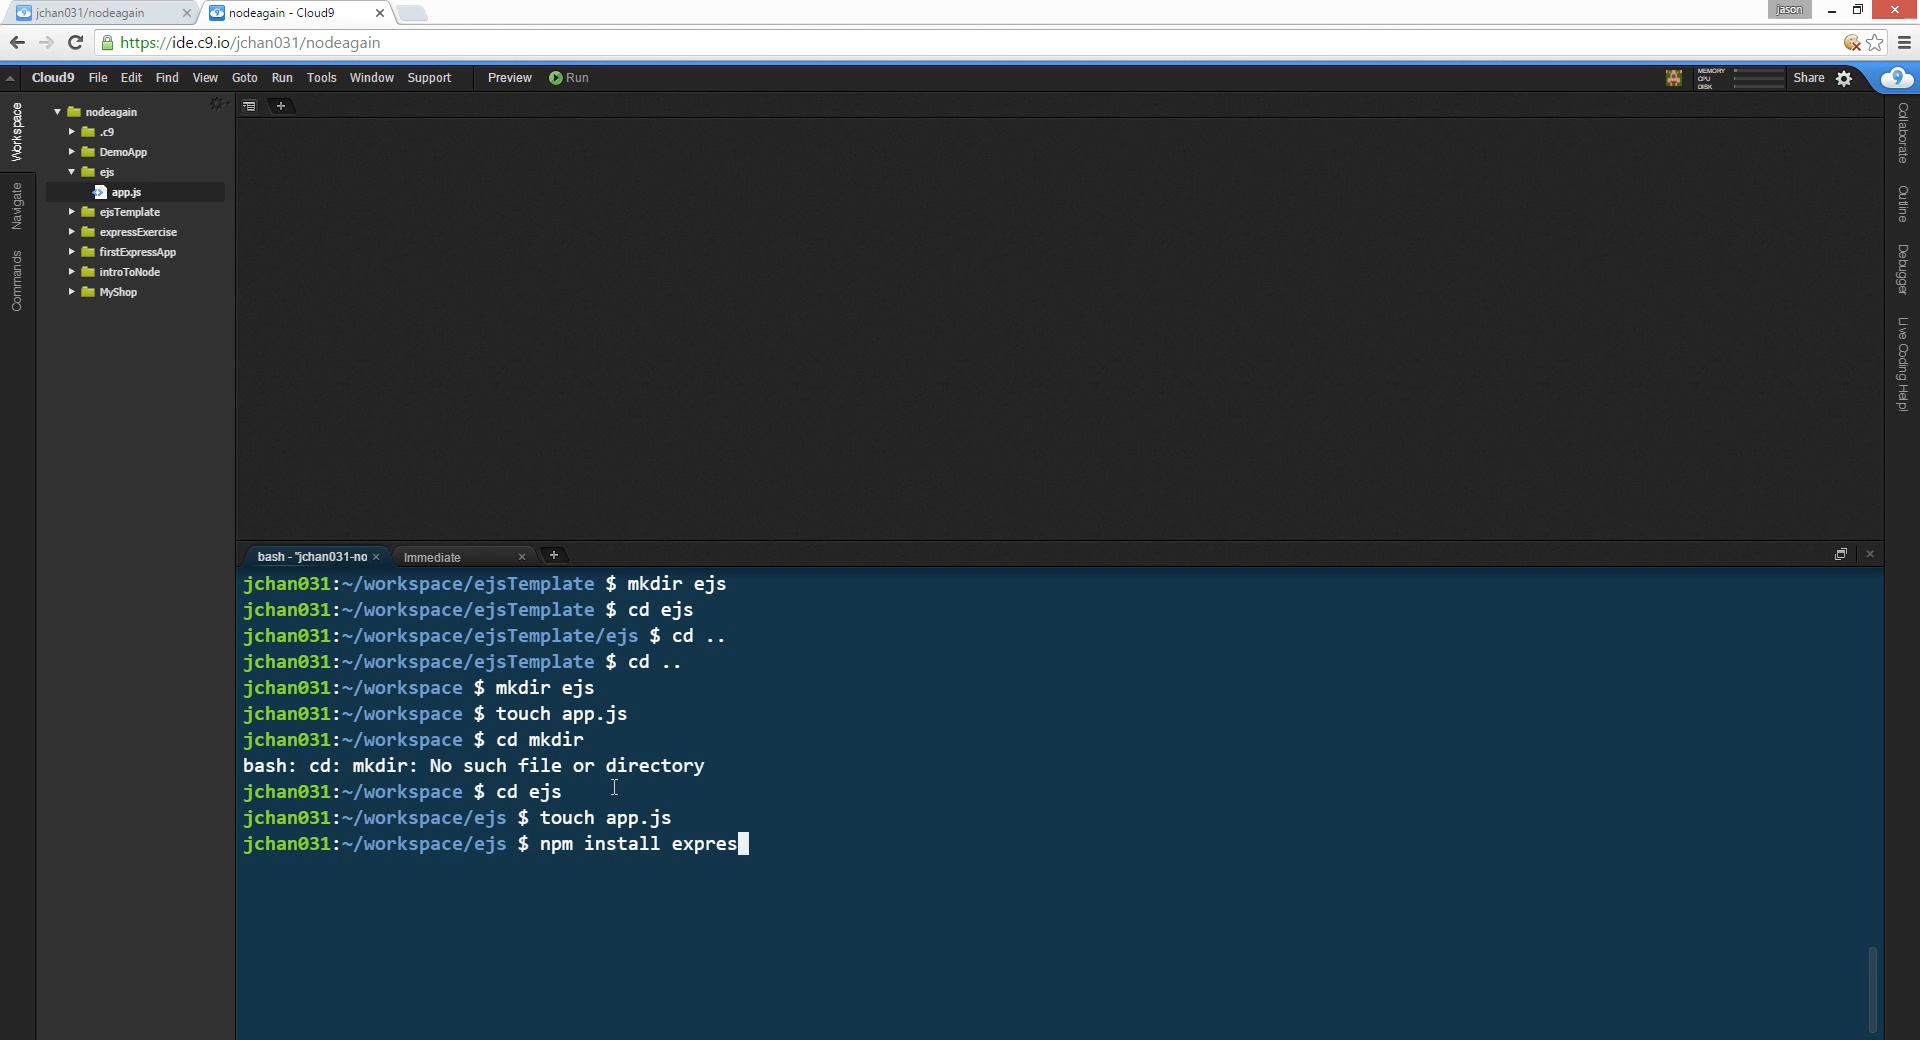 jchan031/nodeagain
nodeagain - Cloud9
jason
https://ide.c9.io/jchan031/nodeagain
Cloud9 File Edit Find View Goto Run Tools Window Support Preview Run
MEMORY
CPU
DISK
Share
Workspace
Navigate
Commands
nodeagain
.c9
DemoApp
ejs
app.js
ejsTemplate
expressExercise
firstExpressApp
introToNode
MyShop
Collaborate
Outline
Debugger
Live Coding Help!
bash - "jchan031-no
Immediate
jchan031:~/workspace/ejsTemplate $ mkdir ejs
jchan031:~/workspace/ejsTemplate $ cd ejs
jchan031:~/workspace/ejsTemplate/ejs $ cd ..
jchan031:~/workspace/ejsTemplate $ cd ..
jchan031:~/workspace $ mkdir ejs
jchan031:~/workspace $ touch app.js
jchan031:~/workspace $ cd mkdir
bash: cd: mkdir: No such file or directory
jchan031:~/workspace $ cd ejs
jchan031:~/workspace/ejs $ touch app.js
jchan031:~/workspace/ejs $ npm install expres